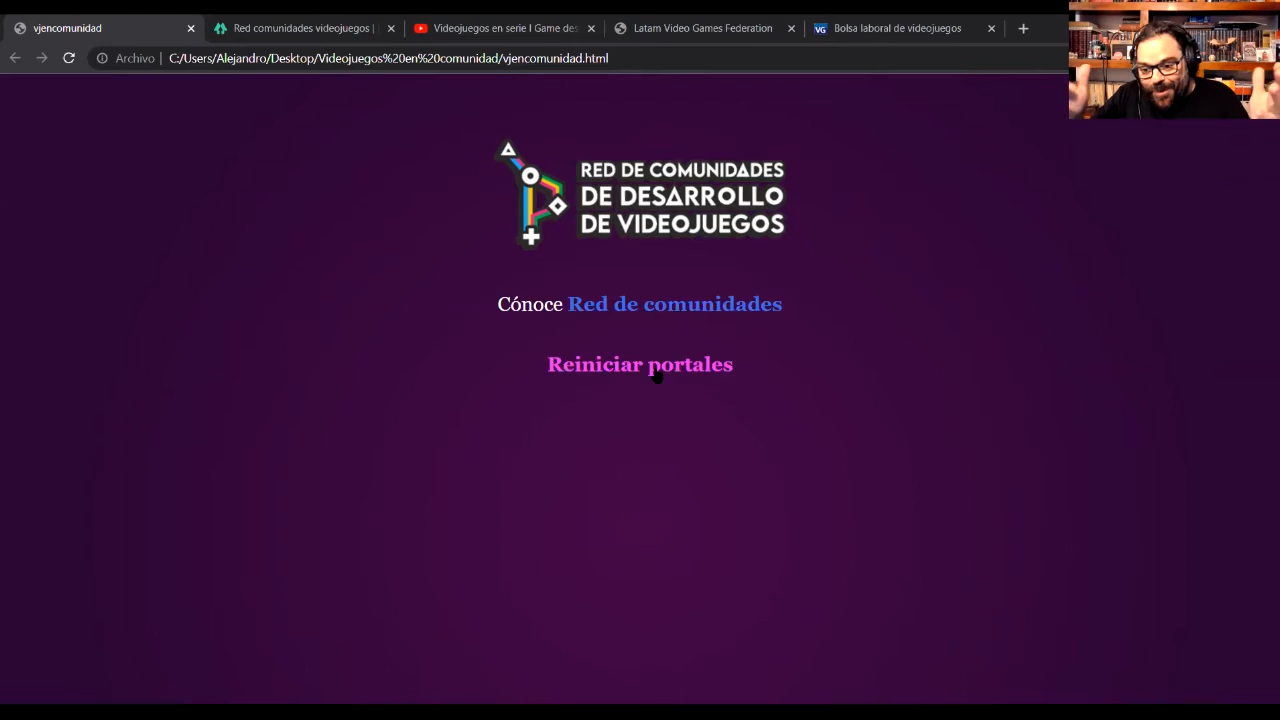 vjencomunidad
Red comunidades videojuegos
Videojuegos en serie | Game de
Latam Video Games Federation
VG
Bolsa laboral de videojuegos
Archivo
C:/Users/Alejandro/Desktop/Videojuegos%20en%20comunidad/vjencomunidad.html
RED DE COMUNIDADES
DE DESARROLLO
DE VIDEOJUEGOS
Cónoce Red de comunidades
Reiniciar portales